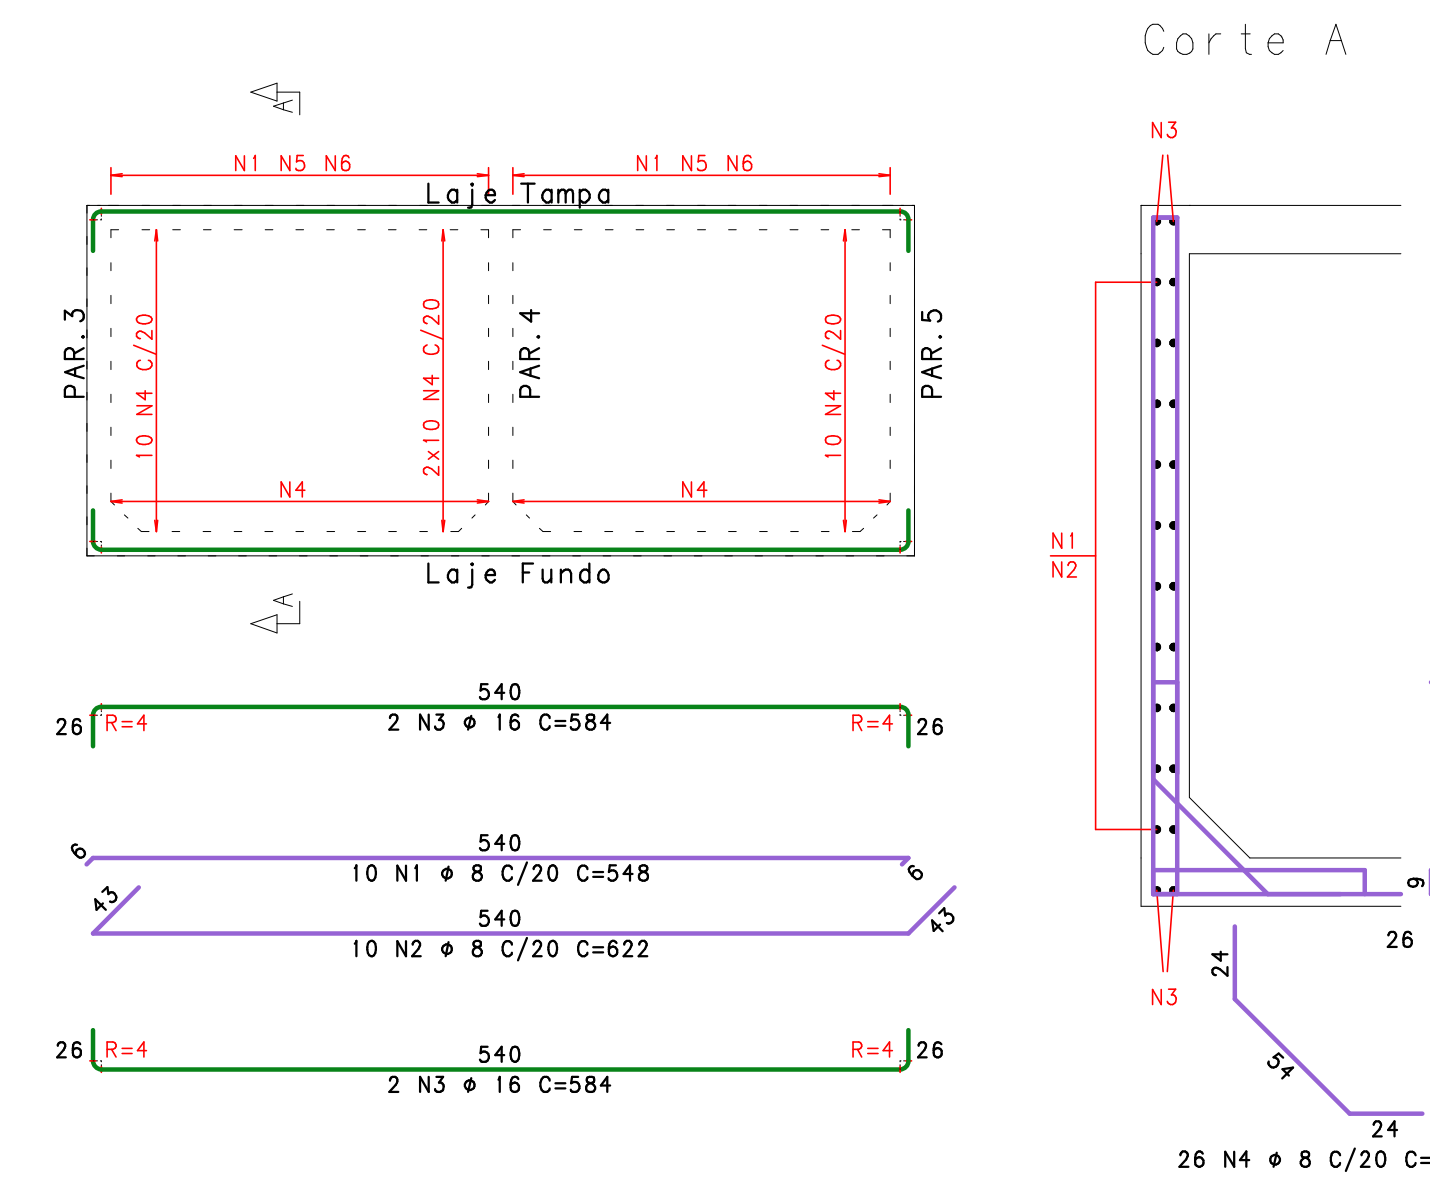 Corte A
A
N3
N1 N5 N6
N1 N5 N6
Laje Tampa
PAR.3
10 N4 C/20
2x10 N4 C/20
PAR.4
10 N4 C/20
PAR.5
N4
N4
Laje Fundo
A
N1
N2
540
26
R=4
2 N3 ø 16 C=584
R=4
26
6
540
10 N1 ø 8 C/20 C=548
6
43
540
10 N2 ø 8 C/20 C=622
43
26
R=4
540
2 N3 ø 16 C=584
R=4
26
9
26
24
N3
54
24
26 N4 ø 8 C/20 C=